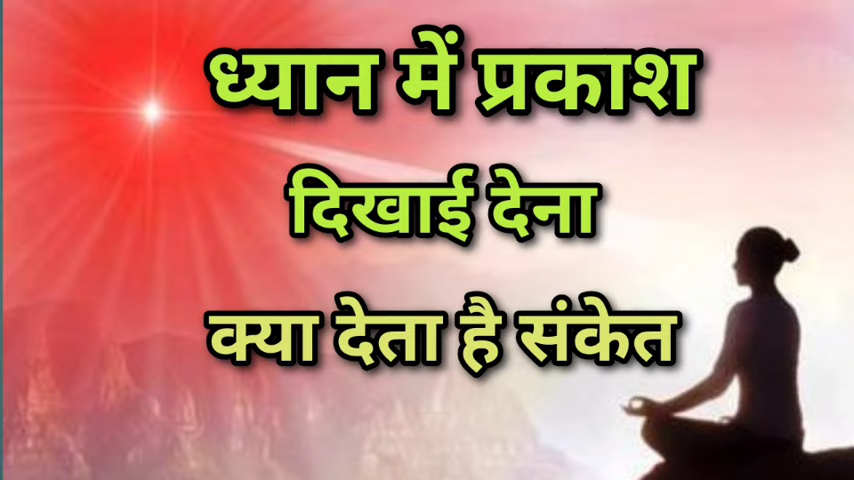 ध्यान में प्रकाश
दिखाई देना
क्या देता है संकेत